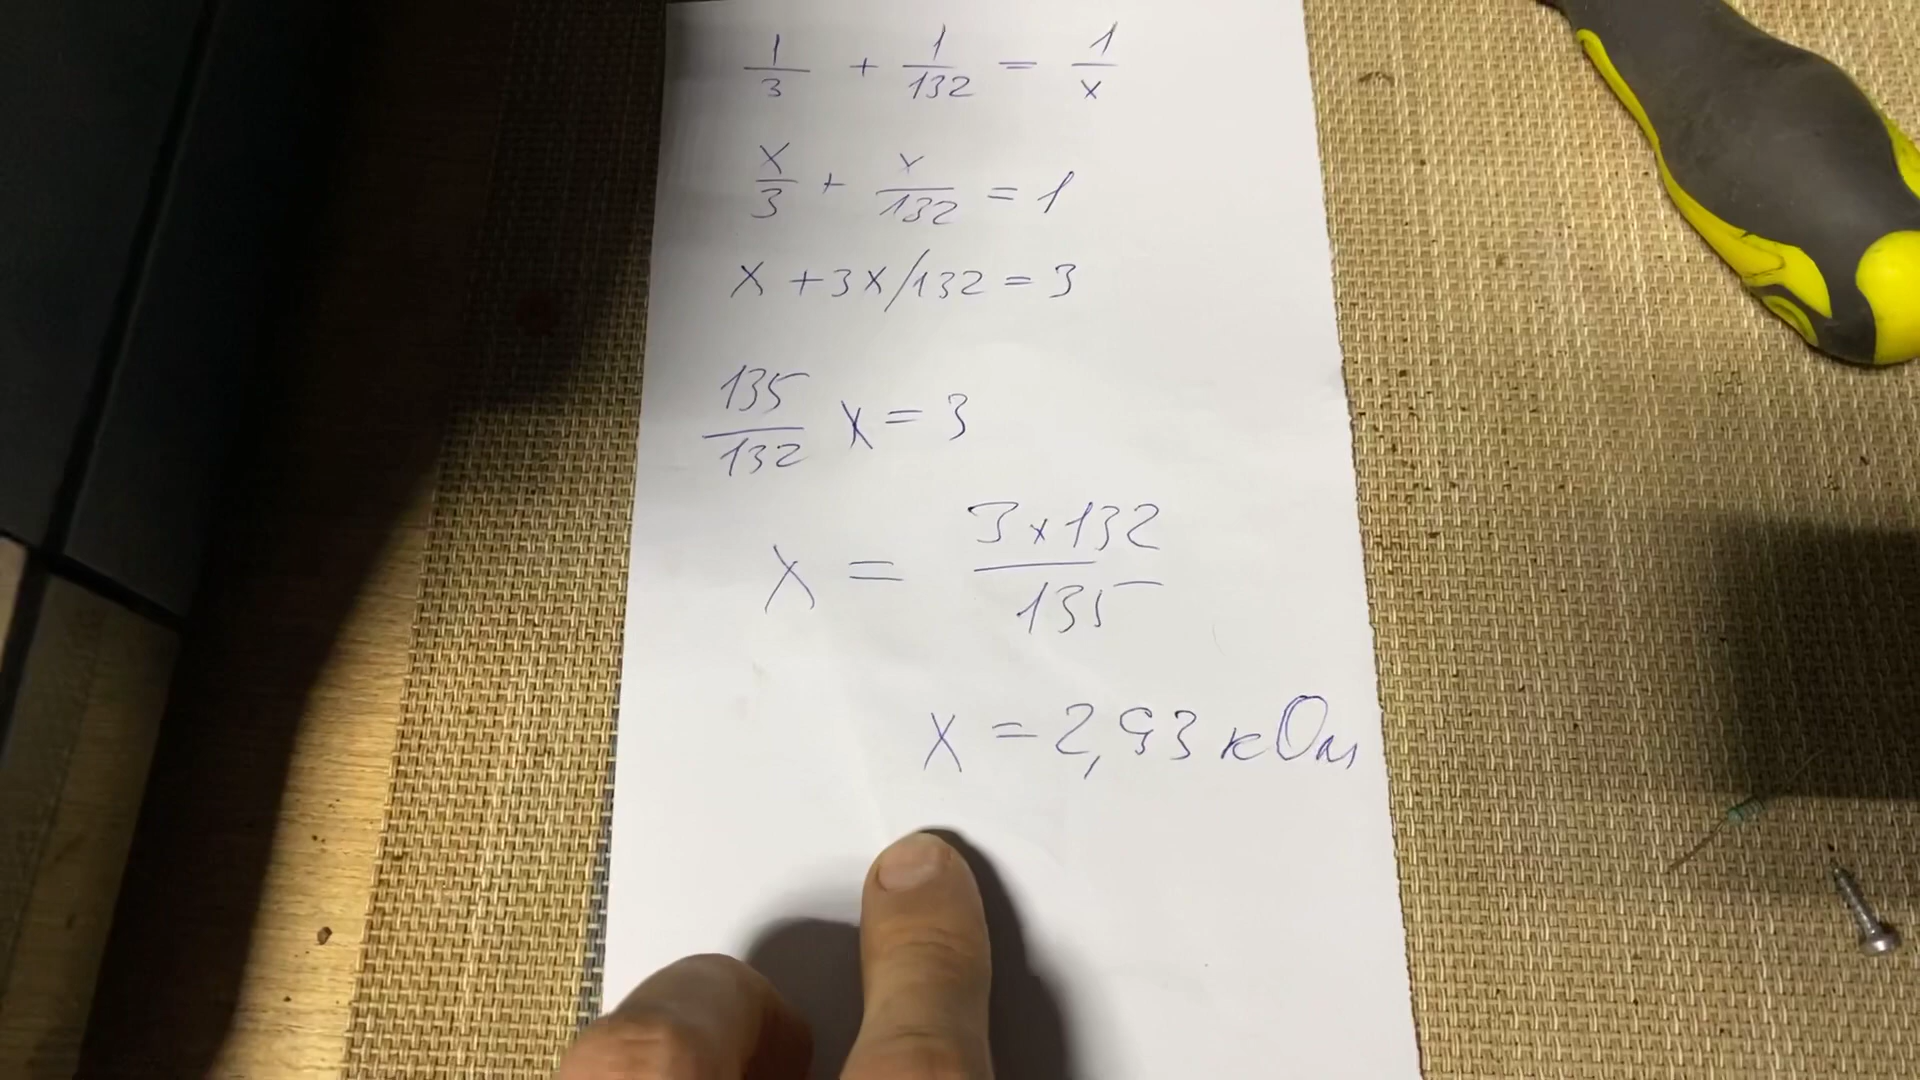 1/3 + 1/132 = 1/x
x/3 + x/132 = 1
x + 3x/132 = 3
135/132 x = 3
x = 3x132/135
x = 2,93 кОм